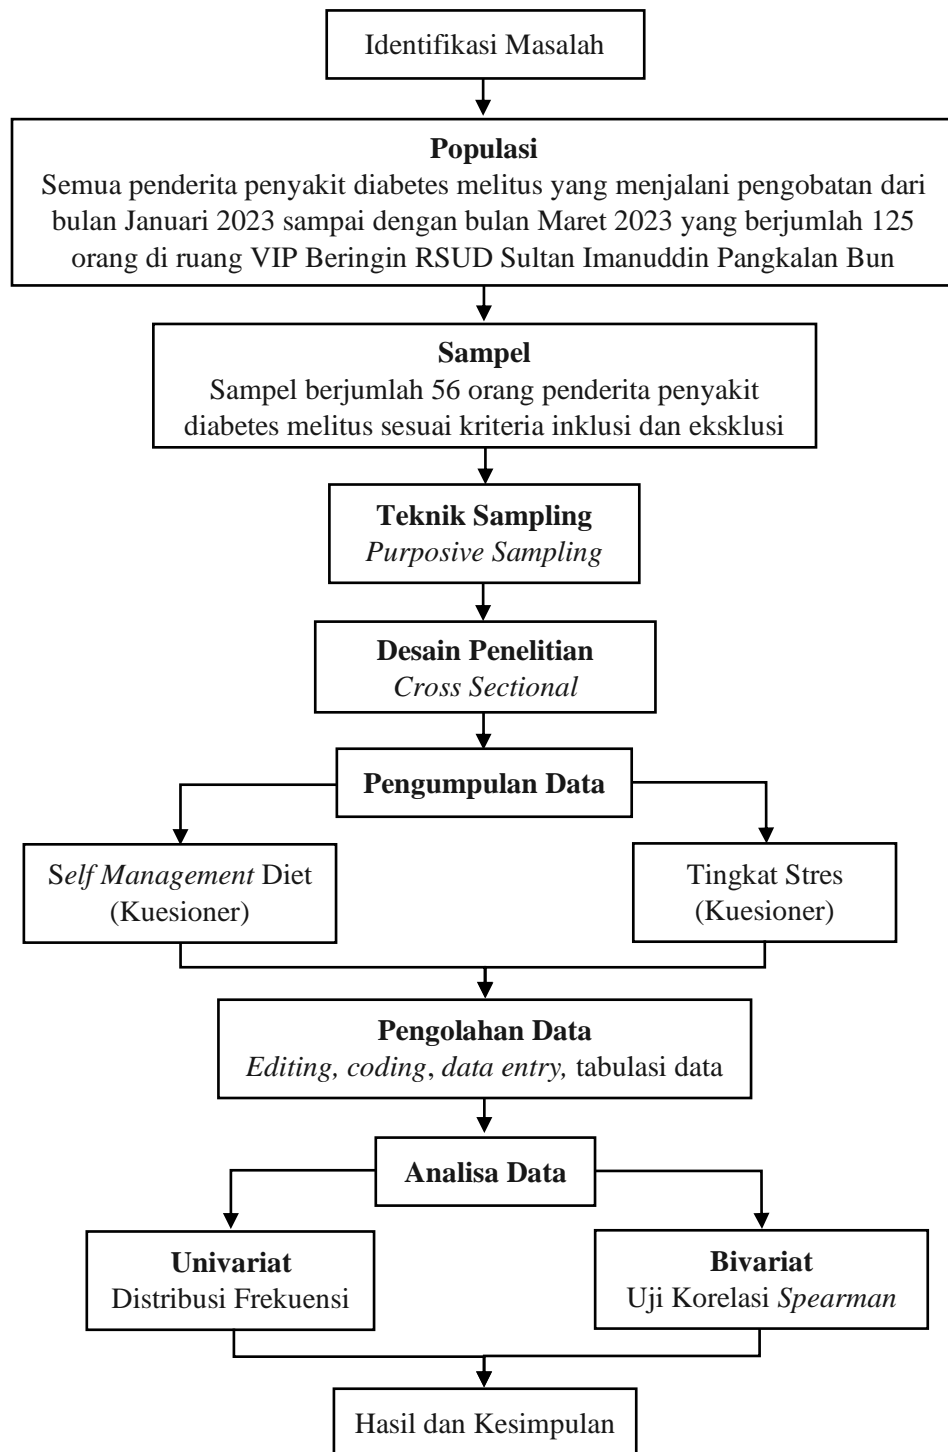 Identifikasi Masalah
Populasi
Semua penderita penyakit diabetes melitus yang menjalani pengobatan dari
bulan Januari 2023 sampai dengan bulan Maret 2023 yang berjumlah 125
orang di ruang VIP Beringin RSUD Sultan Imanuddin Pangkalan Bun
Sampel
Sampel berjumlah 56 orang penderita penyakit
diabetes melitus sesuai kriteria inklusi dan eksklusi
Teknik Sampling
Purposive Sampling
Desain Penelitian
Cross Sectional
Pengumpulan Data
Self Management Diet
(Kuesioner)
Tingkat Stres
(Kuesioner)
Pengolahan Data
Editing, coding, data entry, tabulasi data
Analisa Data
Univariat
Distribusi Frekuensi
Bivariat
Uji Korelasi Spearman
Hasil dan Kesimpulan